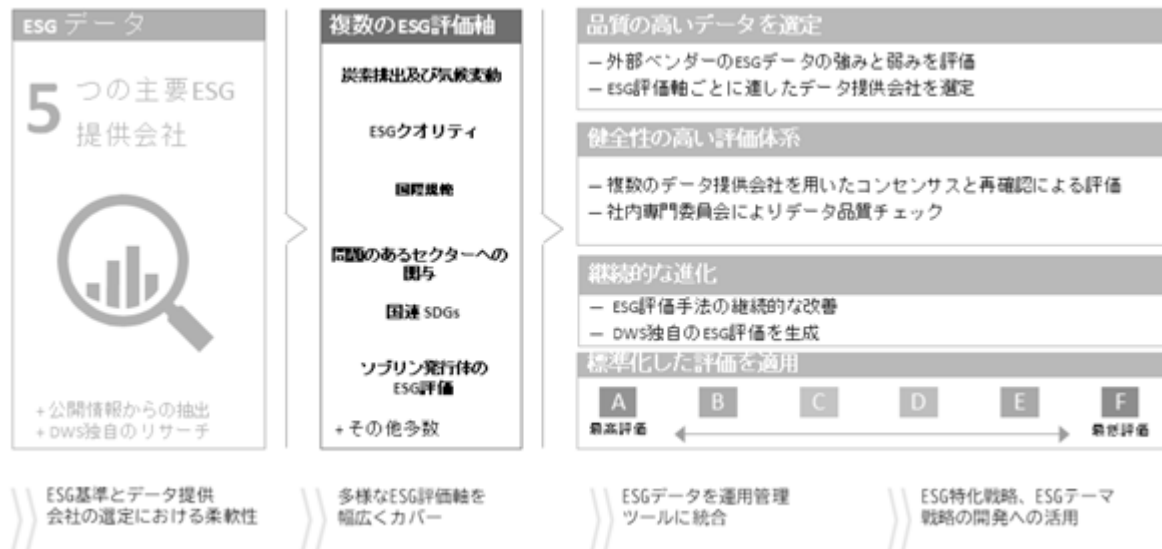 ESG データ
5 つの主要ESG
提供会社
+ 公開情報からの抽出
+ DWS独自のリサーチ
複数のESG評価軸
炭素排出及び気候変動
ESGクオリティ
国際規範
問題のあるセクターへの
関与
国連 SDGs
ソブリン発行体の
ESG評価
+ その他多数
品質の高いデータを選定
— 外部ベンダーのESGデータの強みと弱みを評価
— ESG評価軸ごとに適したデータ提供会社を選定
健全性の高い評価体系
— 複数のデータ提供会社を用いたコンセンサスと再確認による評価
— 社内専門委員会によりデータ品質チェック
継続的な進化
— ESG評価手法の継続的な改善
— DWS独自のESG評価を生成
標準化した評価を適用
A B C D E F
最高評価 最低評価
ESG基準とデータ提供
会社の選定における柔軟性
多様なESG評価軸を
幅広くカバー
ESGデータを運用管理
ツールに統合
ESG特化戦略、ESGテーマ
戦略の開発への活用